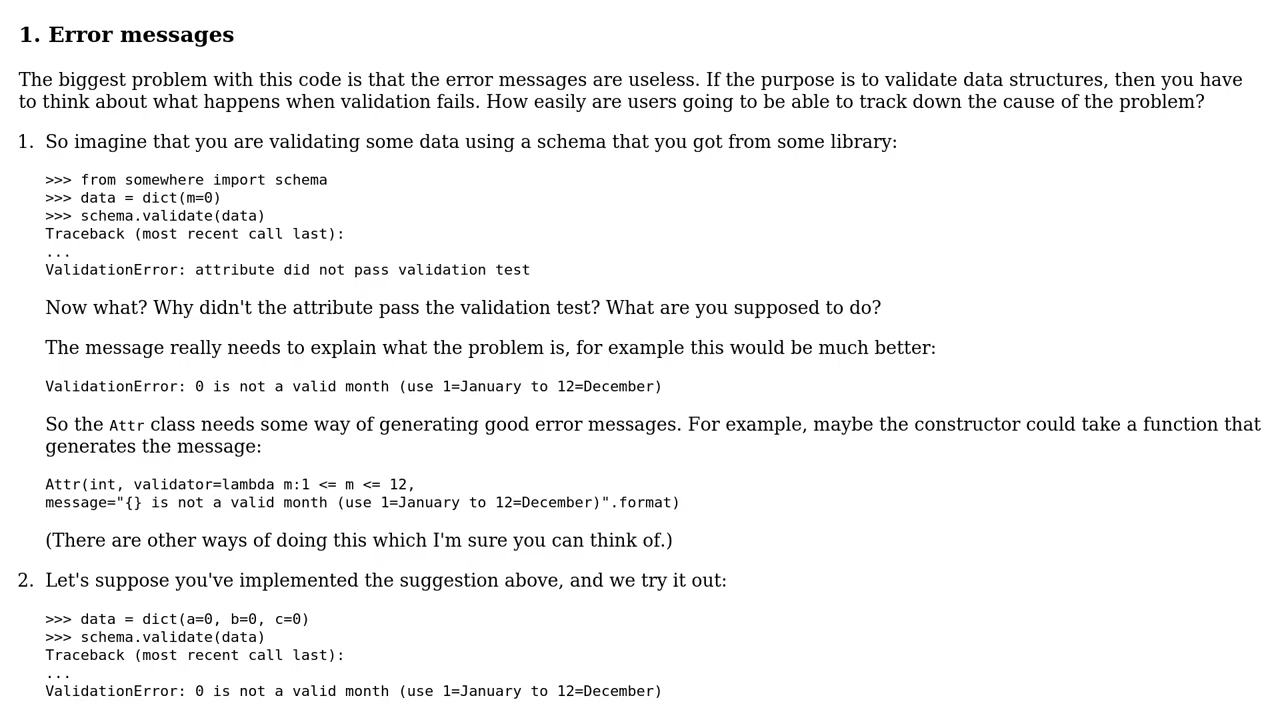 1. Error messages
The biggest problem with this code is that the error messages are useless. If the purpose is to validate data structures, then you have
to think about what happens when validation fails. How easily are users going to be able to track down the cause of the problem?
1. So imagine that you are validating some data using a schema that you got from some library:
>>> from somewhere import schema
>>> data = dict(m=0)
>>> schema.validate(data)
Traceback (most recent call last):
...
ValidationError: attribute did not pass validation test
Now what? Why didn't the attribute pass the validation test? What are you supposed to do?
The message really needs to explain what the problem is, for example this would be much better:
ValidationError: 0 is not a valid month (use 1=January to 12=December)
So the Attr class needs some way of generating good error messages. For example, maybe the constructor could take a function that
generates the message:
Attr(int, validator=lambda m:1 <= m <= 12,
message="{} is not a valid month (use 1=January to 12=December)".format)
(There are other ways of doing this which I'm sure you can think of.)
2. Let's suppose you've implemented the suggestion above, and we try it out:
>>> data = dict(a=0, b=0, c=0)
>>> schema.validate(data)
Traceback (most recent call last):
...
ValidationError: 0 is not a valid month (use 1=January to 12=December)